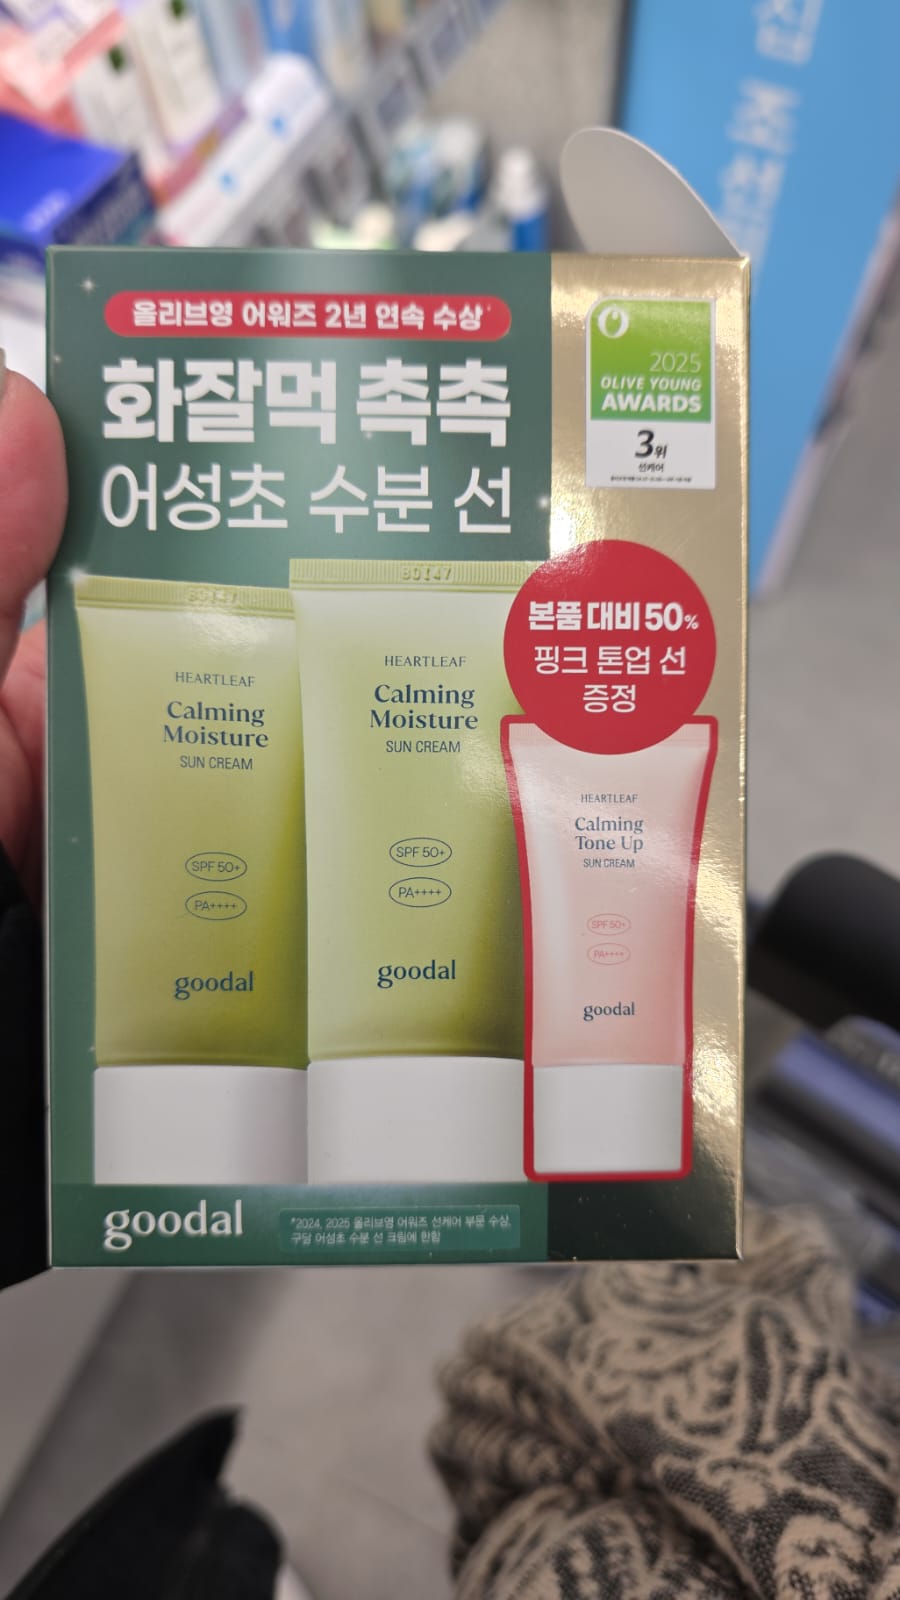 올리브영 어워즈 2년 연속 수상*
화잘먹 촉촉
어성초 수분 선
2025
OLIVE YOUNG
AWARDS
3위
선케어
본품 대비 50%
핑크 톤업 선
증정
HEARTLEAF
Calming
Moisture
SUN CREAM
SPF 50+
PA++++
goodal
HEARTLEAF
Calming
Moisture
SUN CREAM
SPF 50+
PA++++
goodal
HEARTLEAF
Calming
Tone Up
SUN CREAM
SPF 50+
PA++++
goodal
goodal
*2024, 2025 올리브영 어워즈 선케어 부문 수상,
구달 어성초 수분 선 크림에 한함